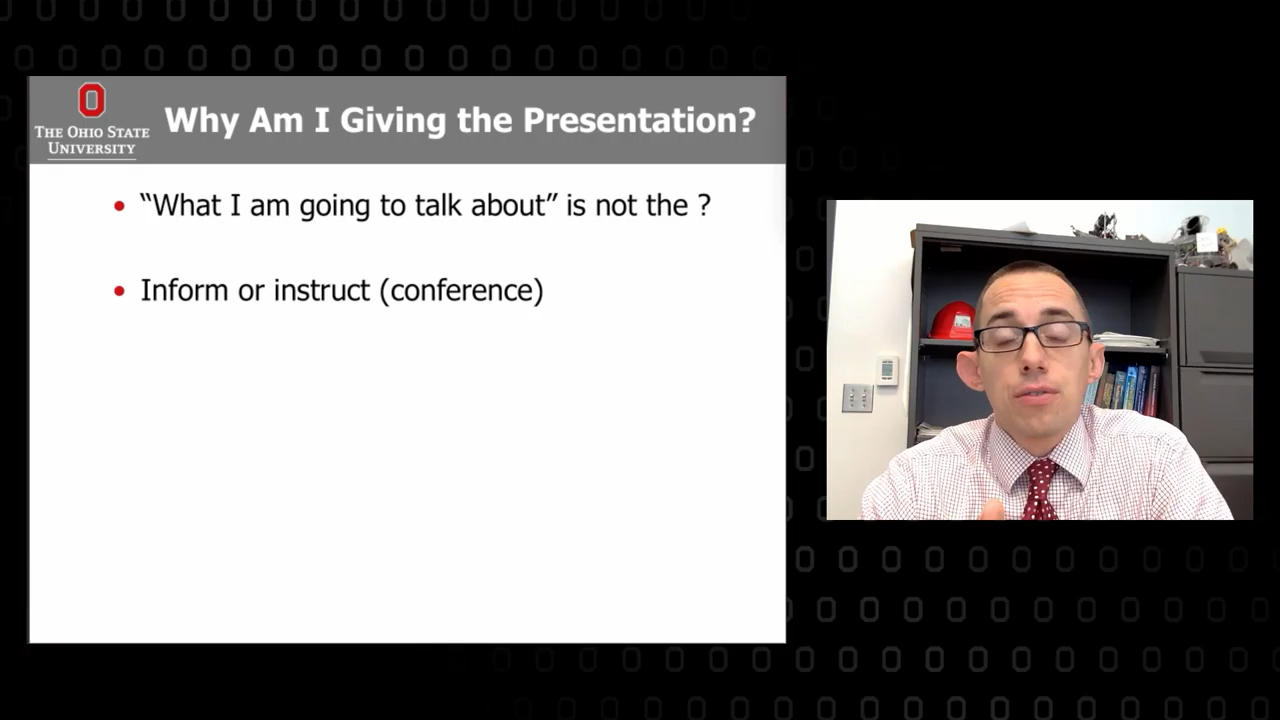 THE OHIO STATE
UNIVERSITY
Why Am I Giving the Presentation?
• “What I am going to talk about” is not the ?
• Inform or instruct (conference)